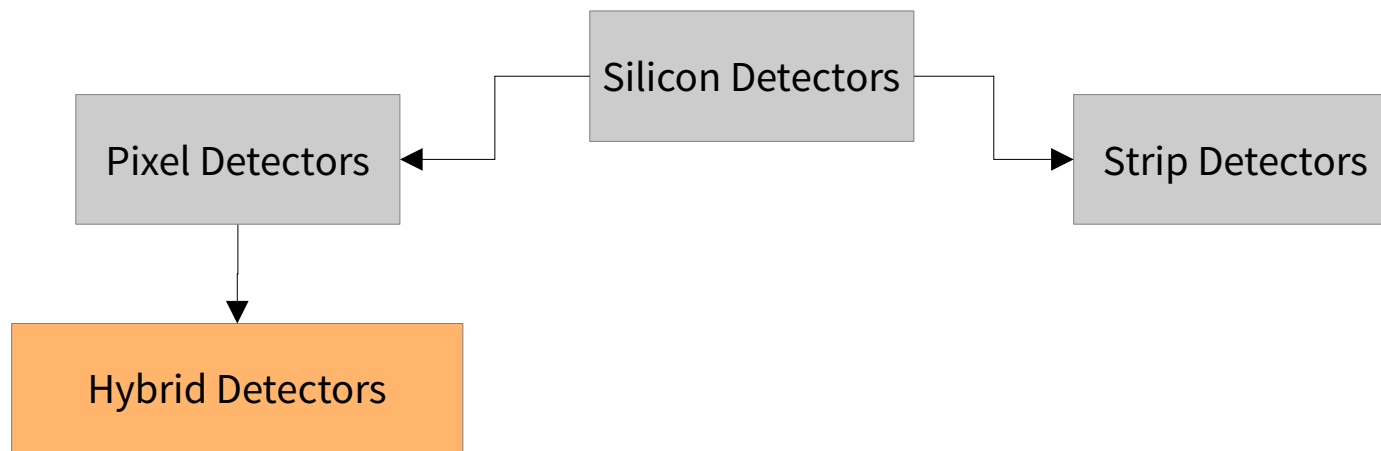 Silicon Detectors
Pixel Detectors
Strip Detectors
Hybrid Detectors